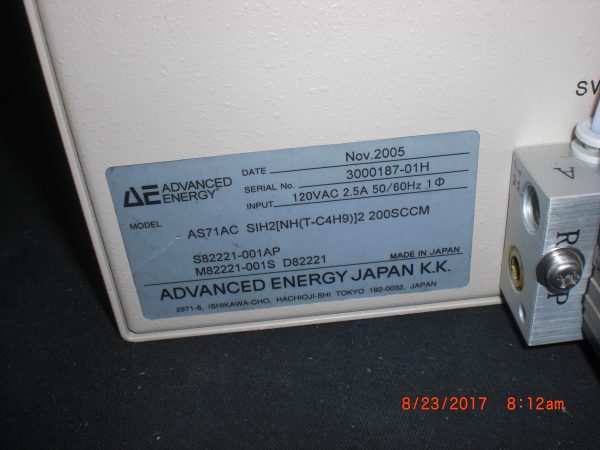 SV
ADVANCED ENERGY®
DATE Nov.2005
SERIAL No. 3000187-01H
INPUT 120VAC 2.5A 50/60Hz 1Φ
MODEL AS71AC SIH2[NH(T-C4H9)]2 200SCCM
S82221-001AP
M82221-001S D82221 MADE IN JAPAN
ADVANCED ENERGY JAPAN K.K.
2971-8, ISHIKAWA-CHO, HACHIOJI-SHI TOKYO 192-0032, JAPAN
A
R
P
8/23/2017 8:12am